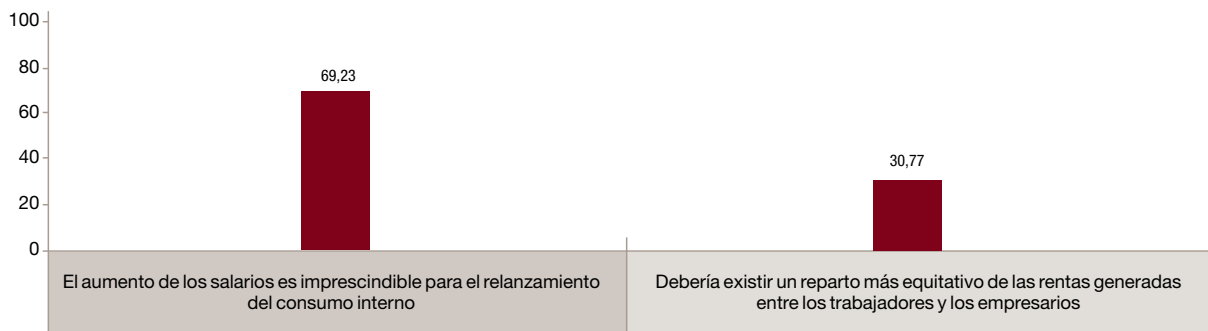 100
80
60
40
20
0
69,23
30,77
El aumento de los salarios es imprescindible para el relanzamiento
del consumo interno
Debería existir un reparto más equitativo de las rentas generadas
entre los trabajadores y los empresarios